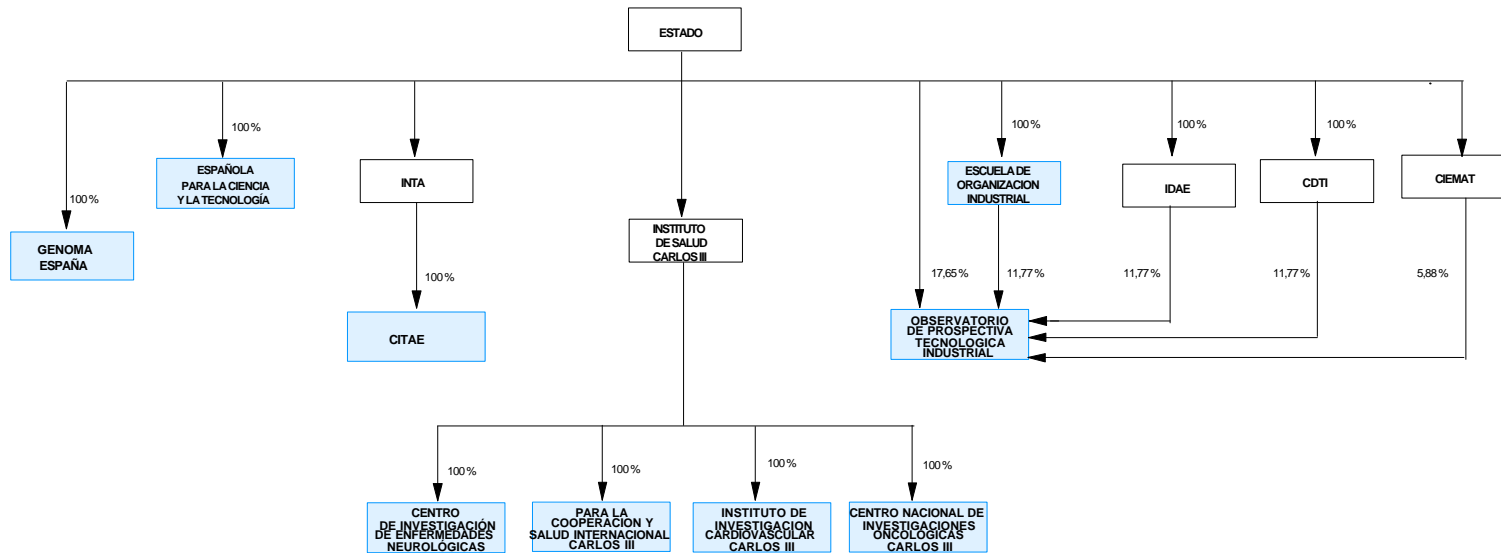 ESTADO
100%
100%
100%
100%
ESPAÑOLA
PARA LA CIENCIA
Y LA TECNOLOGÍA
INTA
ESCUELA DE
ORGANIZACION
INDUSTRIAL
IDAE
CDTI
CIEMAT
100%
GENOMA
ESPAÑA
INSTITUTO
DE SALUD
CARLOS III
100%
17,65%
11,77%
11,77%
11,77%
5,88%
CITAE
OBSERVATORIO
DE PROSPECTIVA
TECNOLOGICA
INDUSTRIAL
100%
100%
100%
100%
CENTRO
DE INVESTIGACIÓN
DE ENFERMEDADES
NEUROLÓGICAS
PARA LA
COOPERACION Y
SALUD INTERNACIONAL
CARLOS III
INSTITUTO DE
INVESTIGACION
CARDIOVASCULAR
CARLOS III
CENTRO NACIONAL DE
INVESTIGACIONES
ONCOLOGICAS
CARLOS III